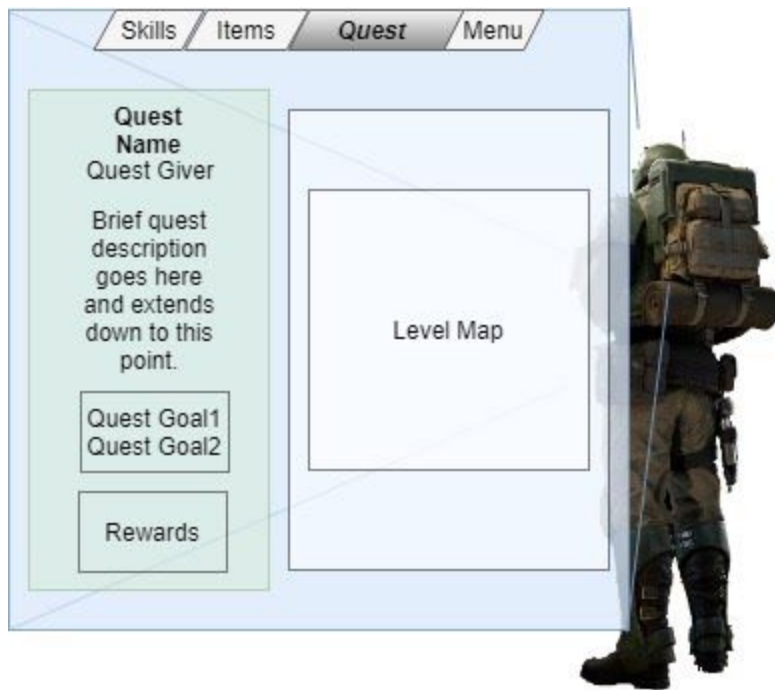 Skills Items Quest Menu
Quest
Name
Quest Giver
Brief quest
description
goes here
and extends
down to this
point.
Quest Goal1
Quest Goal2
Rewards
Level Map